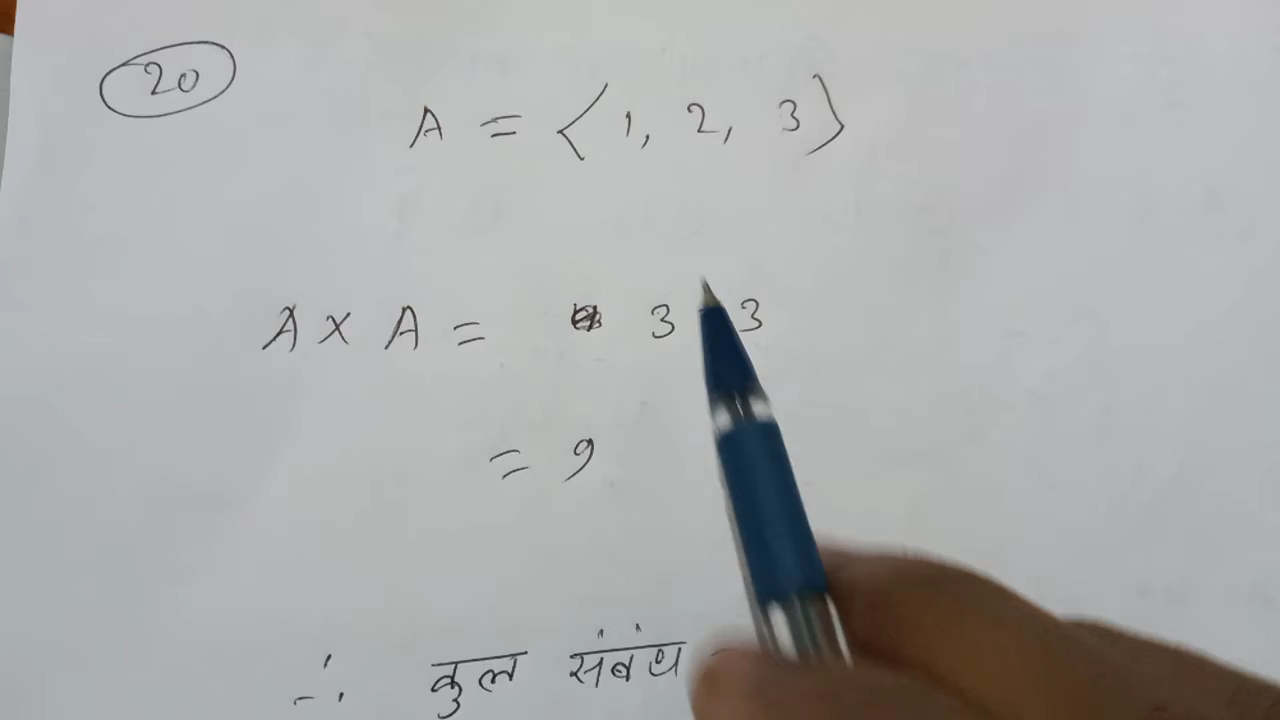 20
A = { 1, 2, 3 }
A × A = 3 3
= 9
∴ कुल संबंध